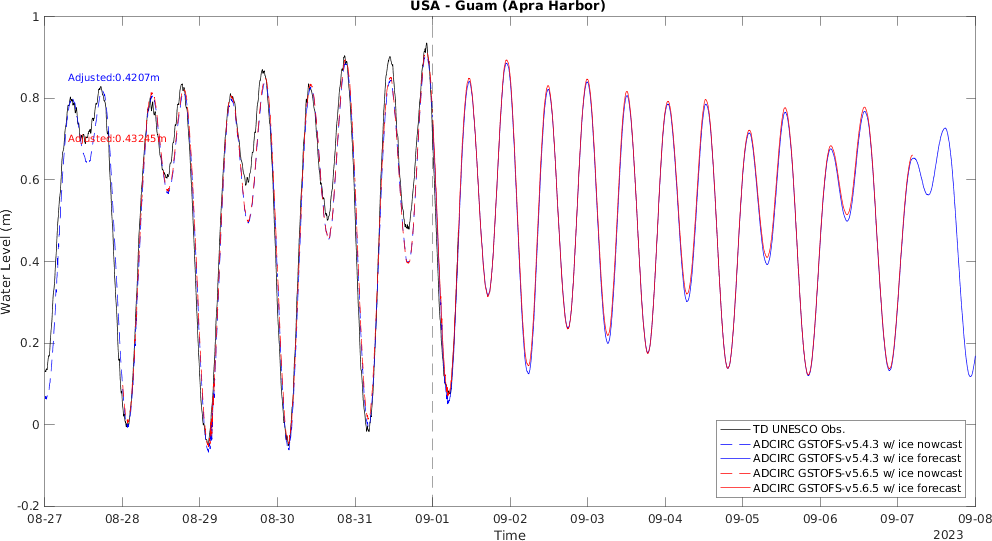 USA - Guam (Apra Harbor)
1
0.8
0.6
0.4
0.2
0
-0.2
Water Level (m)
Adjusted:0.4207m
Adjusted:0.43245m
TD UNESCO Obs.
ADCIRC GSTOFS-v5.4.3 w/ ice nowcast
ADCIRC GSTOFS-v5.4.3 w/ ice forecast
ADCIRC GSTOFS-v5.6.5 w/ ice nowcast
ADCIRC GSTOFS-v5.6.5 w/ ice forecast
08-27 08-28 08-29 08-30 08-31 09-01 09-02 09-03 09-04 09-05 09-06 09-07 09-08
Time
2023